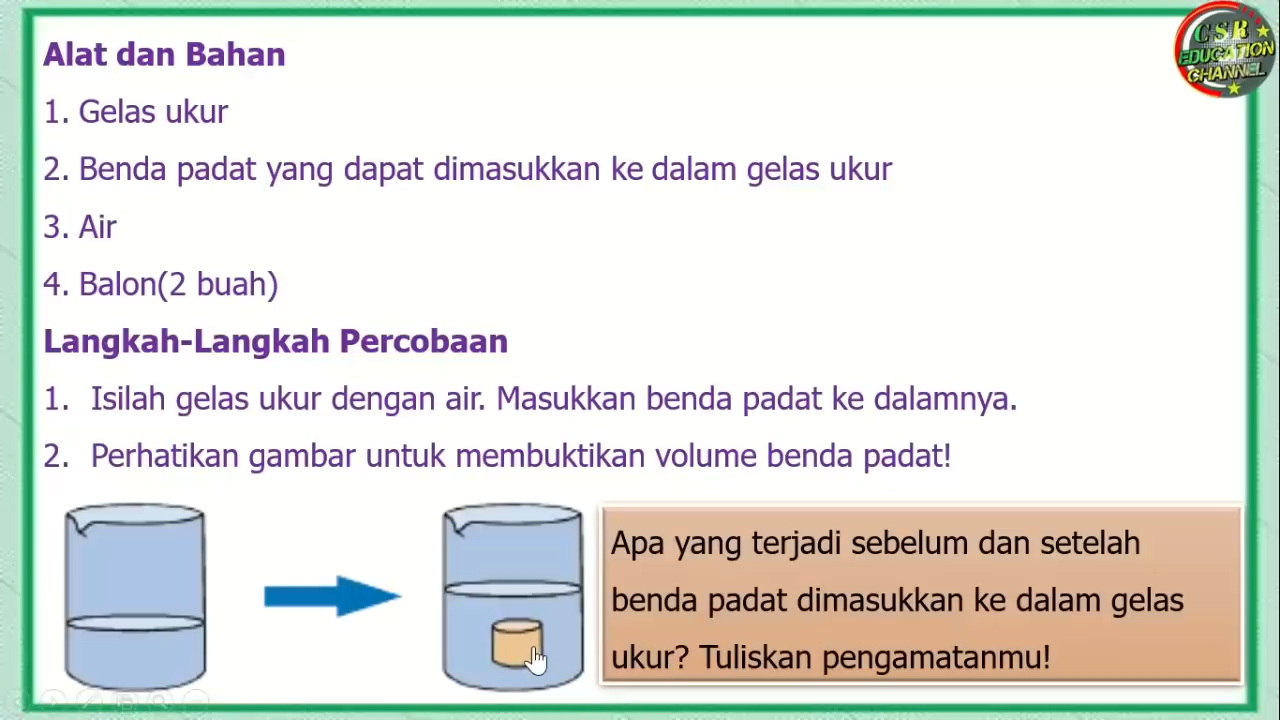 Alat dan Bahan
1. Gelas ukur
2. Benda padat yang dapat dimasukkan ke dalam gelas ukur
3. Air
4. Balon(2 buah)
Langkah-Langkah Percobaan
1. Isilah gelas ukur dengan air. Masukkan benda padat ke dalamnya.
2. Perhatikan gambar untuk membuktikan volume benda padat!
Apa yang terjadi sebelum dan setelah
benda padat dimasukkan ke dalam gelas
ukur? Tuliskan pengamatanmu!
CSR
EDUCATION
CHANNEL